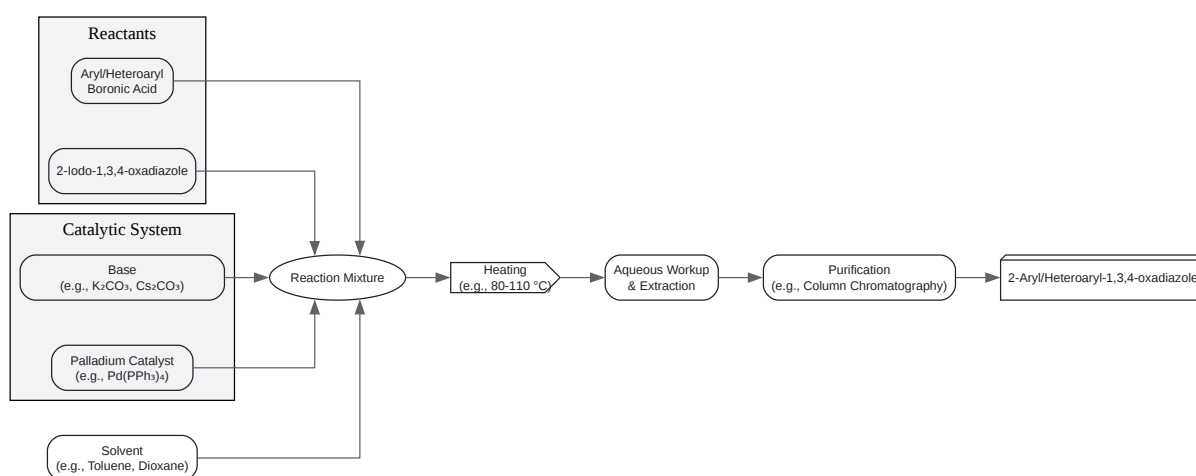 Reactants
Aryl/Heteroaryl
Boronic Acid
2-Iodo-1,3,4-oxadiazole
Catalytic System
Base
(e.g., K₂CO₃, Cs₂CO₃)
Palladium Catalyst
(e.g., Pd(PPh₃)₄)
Solvent
(e.g., Toluene, Dioxane)
Reaction Mixture
Heating
(e.g., 80-110 °C)
Aqueous Workup
& Extraction
Purification
(e.g., Column Chromatography)
2-Aryl/Heteroaryl-1,3,4-oxadiazole